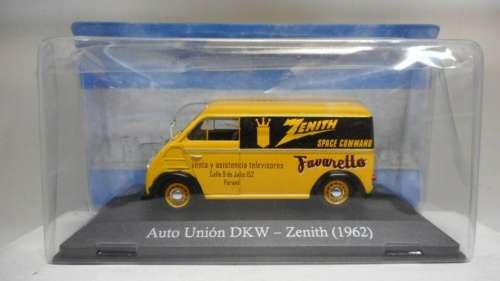 ZENITH
SPACE COMMAND
Favaretto
Venta y asistencia televisores
Calle 9 de Julio 152
Paraná
Auto Unión DKW – Zenith (1962)